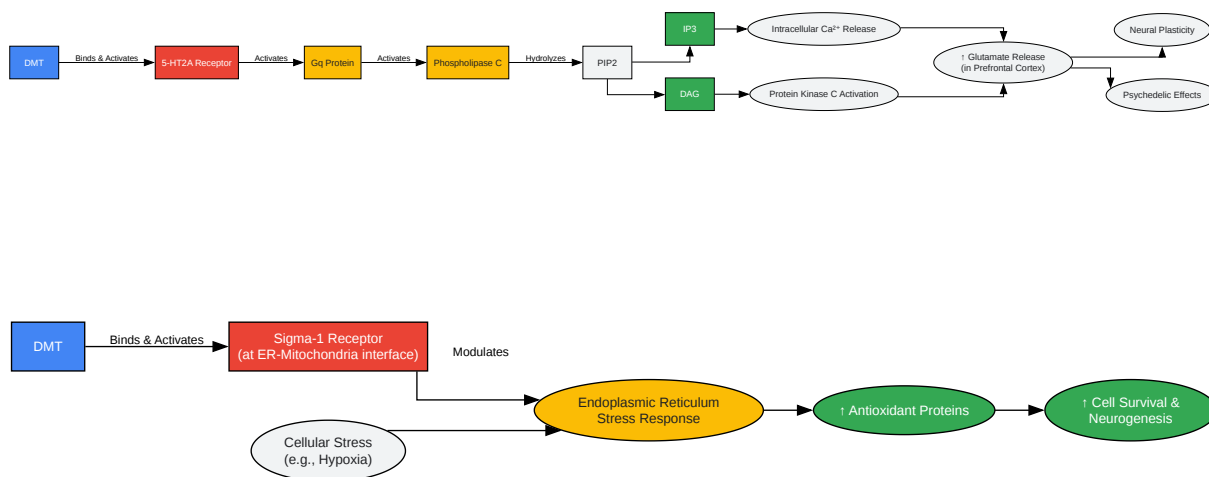 DMT
Binds & Activates
5-HT2A Receptor
Activates
Gq Protein
Activates
Phospholipase C
Hydrolyzes
PIP2
IP3
Intracellular Ca²⁺ Release
DAG
Protein Kinase C Activation
↑ Glutamate Release
(in Prefrontal Cortex)
Neural Plasticity
Psychedelic Effects
DMT
Binds & Activates
Sigma-1 Receptor
(at ER-Mitochondria interface)
Modulates
Cellular Stress
(e.g., Hypoxia)
Endoplasmic Reticulum
Stress Response
↑ Antioxidant Proteins
↑ Cell Survival &
Neurogenesis